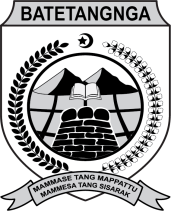 BATETANGNGA
MAMMASE TANG MAPPATTU
MAMMESA TANG SISARAK